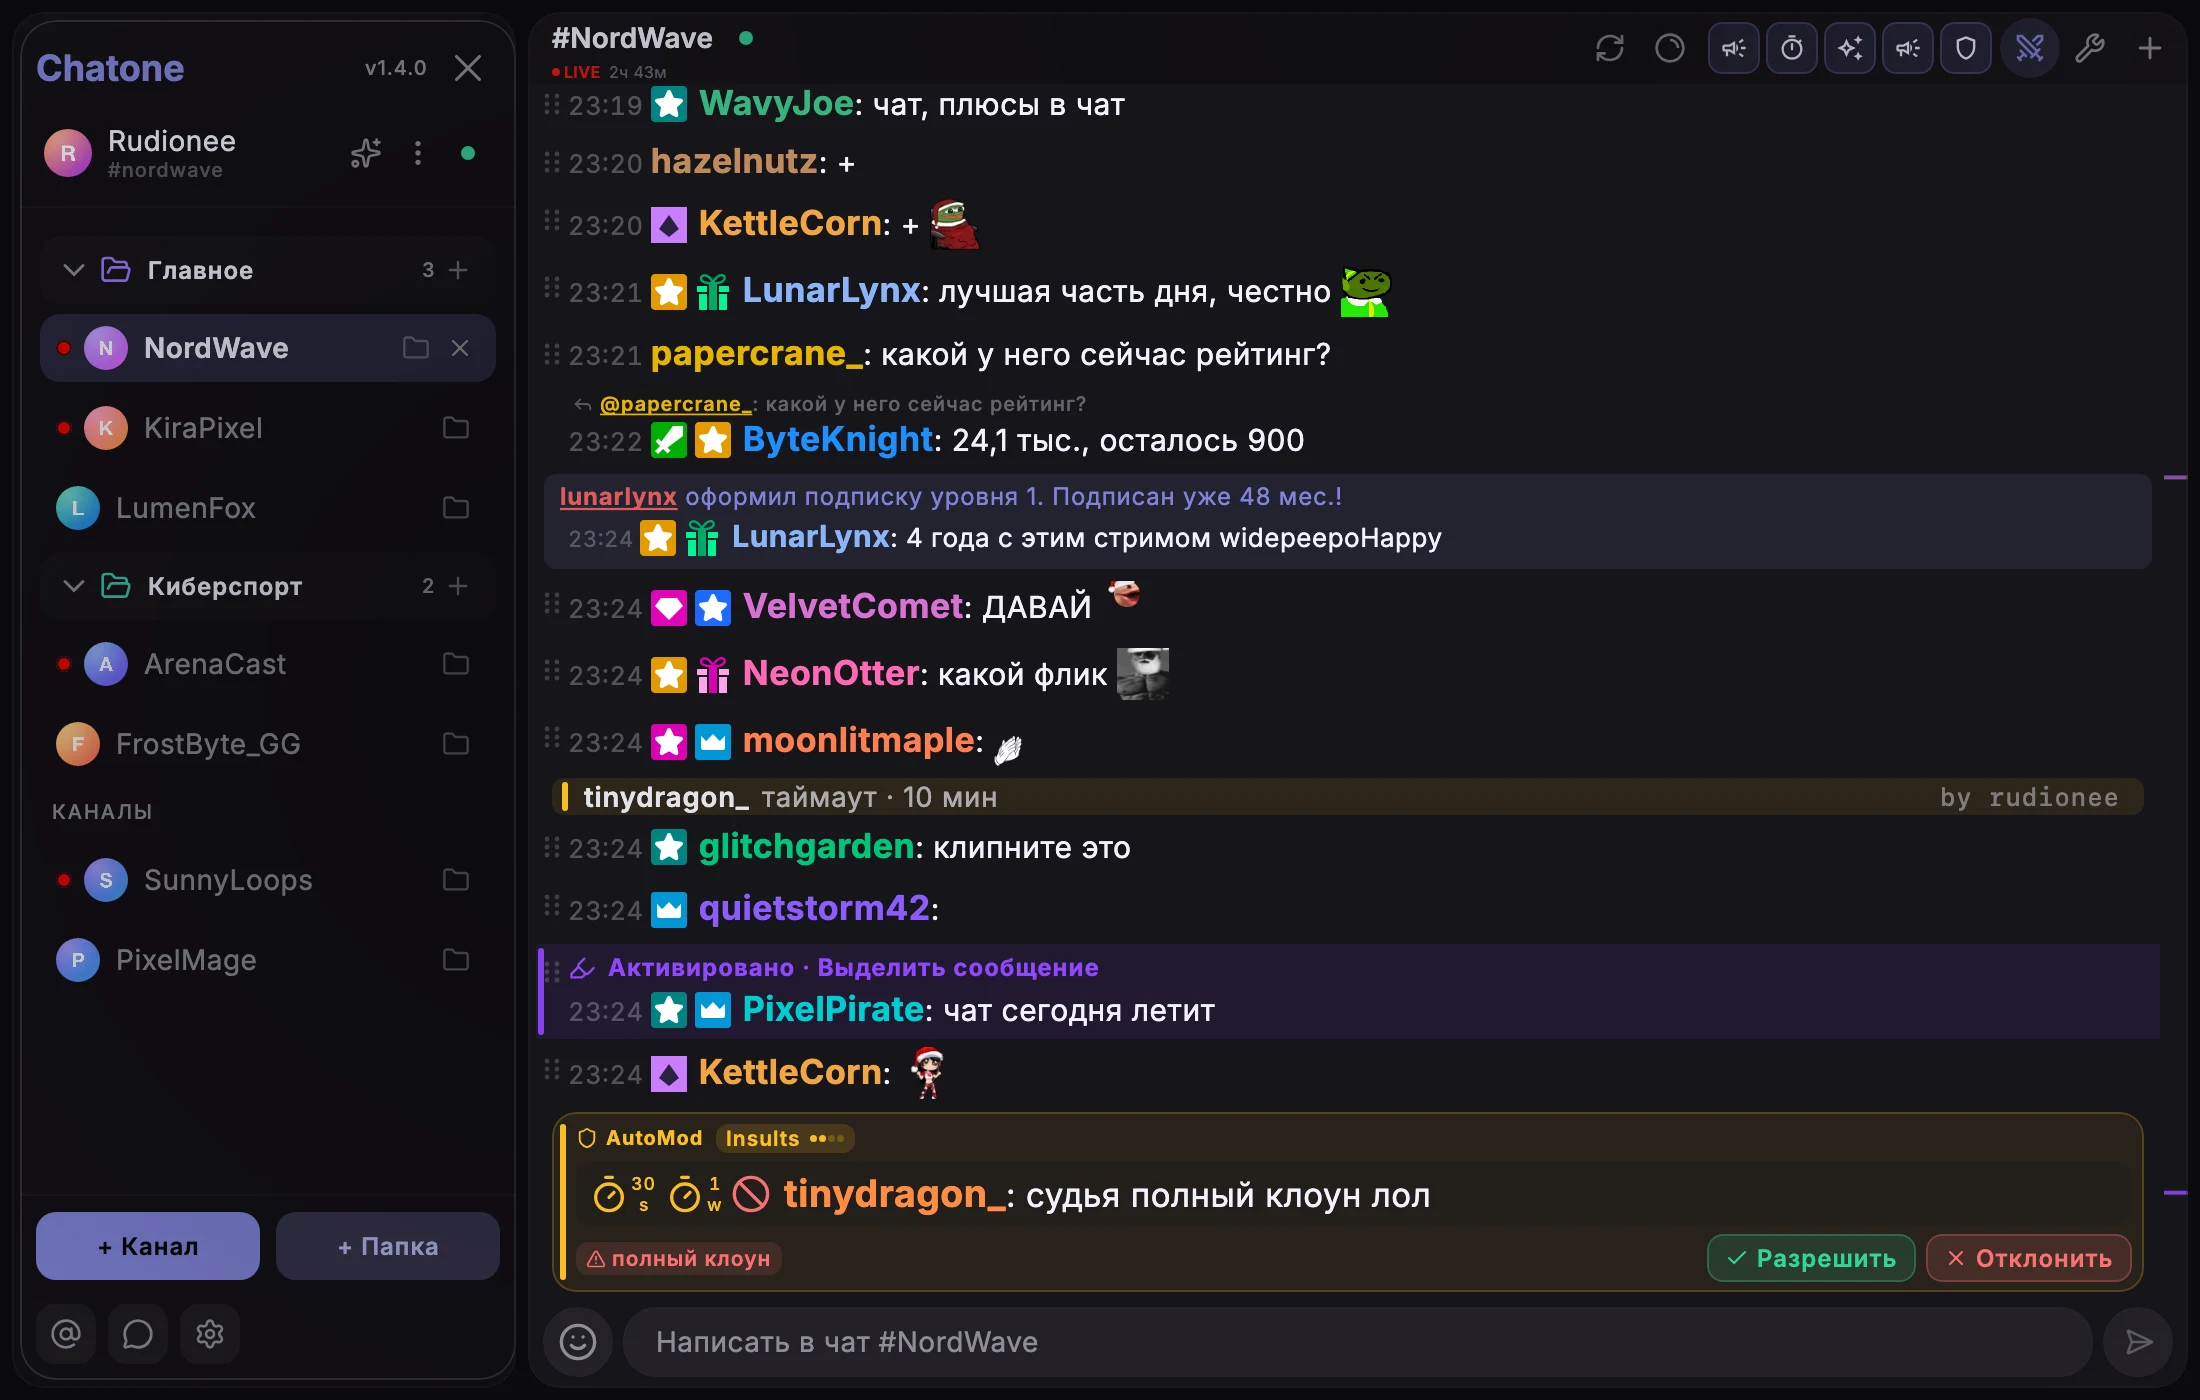 Chatone
v1.4.0
R
Rudionee
#nordwave
Главное
3
N
NordWave
K
KiraPixel
L
LumenFox
Киберспорт
2
A
ArenaCast
F
FrostByte_GG
КАНАЛЫ
S
SunnyLoops
P
PixelMage
+ Канал
+ Папка
#NordWave
LIVE 2ч 43м
23:19 WavyJoe: чат, плюсы в чат
23:20 hazelnutz: +
23:20 KettleCorn: +
23:21 LunarLynx: лучшая часть дня, честно
23:21 papercrane_: какой у него сейчас рейтинг?
@papercrane_: какой у него сейчас рейтинг?
23:22 ByteKnight: 24,1 тыс., осталось 900
lunarlynx оформил подписку уровня 1. Подписан уже 48 мес.!
23:24 LunarLynx: 4 года с этим стримом widepeepoHappy
23:24 VelvetComet: ДАВАЙ
23:24 NeonOtter: какой флик
23:24 moonlitmaple:
tinydragon_ таймаут · 10 мин
by rudionee
23:24 glitchgarden: клипните это
23:24 quietstorm42:
Активировано · Выделить сообщение
23:24 PixelPirate: чат сегодня летит
23:24 KettleCorn:
AutoMod Insults
30 s 1 w tinydragon_: судья полный клоун лол
полный клоун
Разрешить
Отклонить
Написать в чат #NordWave